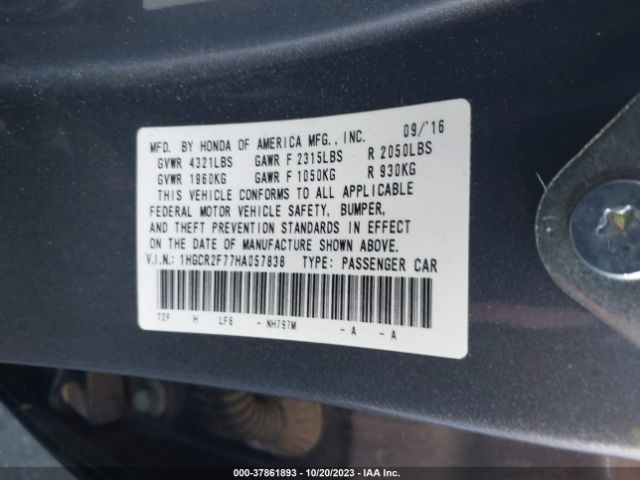 MFD. BY HONDA OF AMERICA MFG., INC. 09/'16
GVWR 4321LBS GAWR F 2315LBS R 2050LBS
GVWR 1960KG GAWR F 1050KG R 930KG
THIS VEHICLE CONFORMS TO ALL APPLICABLE
FEDERAL MOTOR VEHICLE SAFETY, BUMPER,
AND THEFT PREVENTION STANDARDS IN EFFECT
ON THE DATE OF MANUFACTURE SHOWN ABOVE.
V.I.N.: 1HGCR2F77HA057838 TYPE: PASSENGER CAR
T2F H LF6 - NH797M - A - A
000-37861893 | 10/20/2023 | IAA Inc.